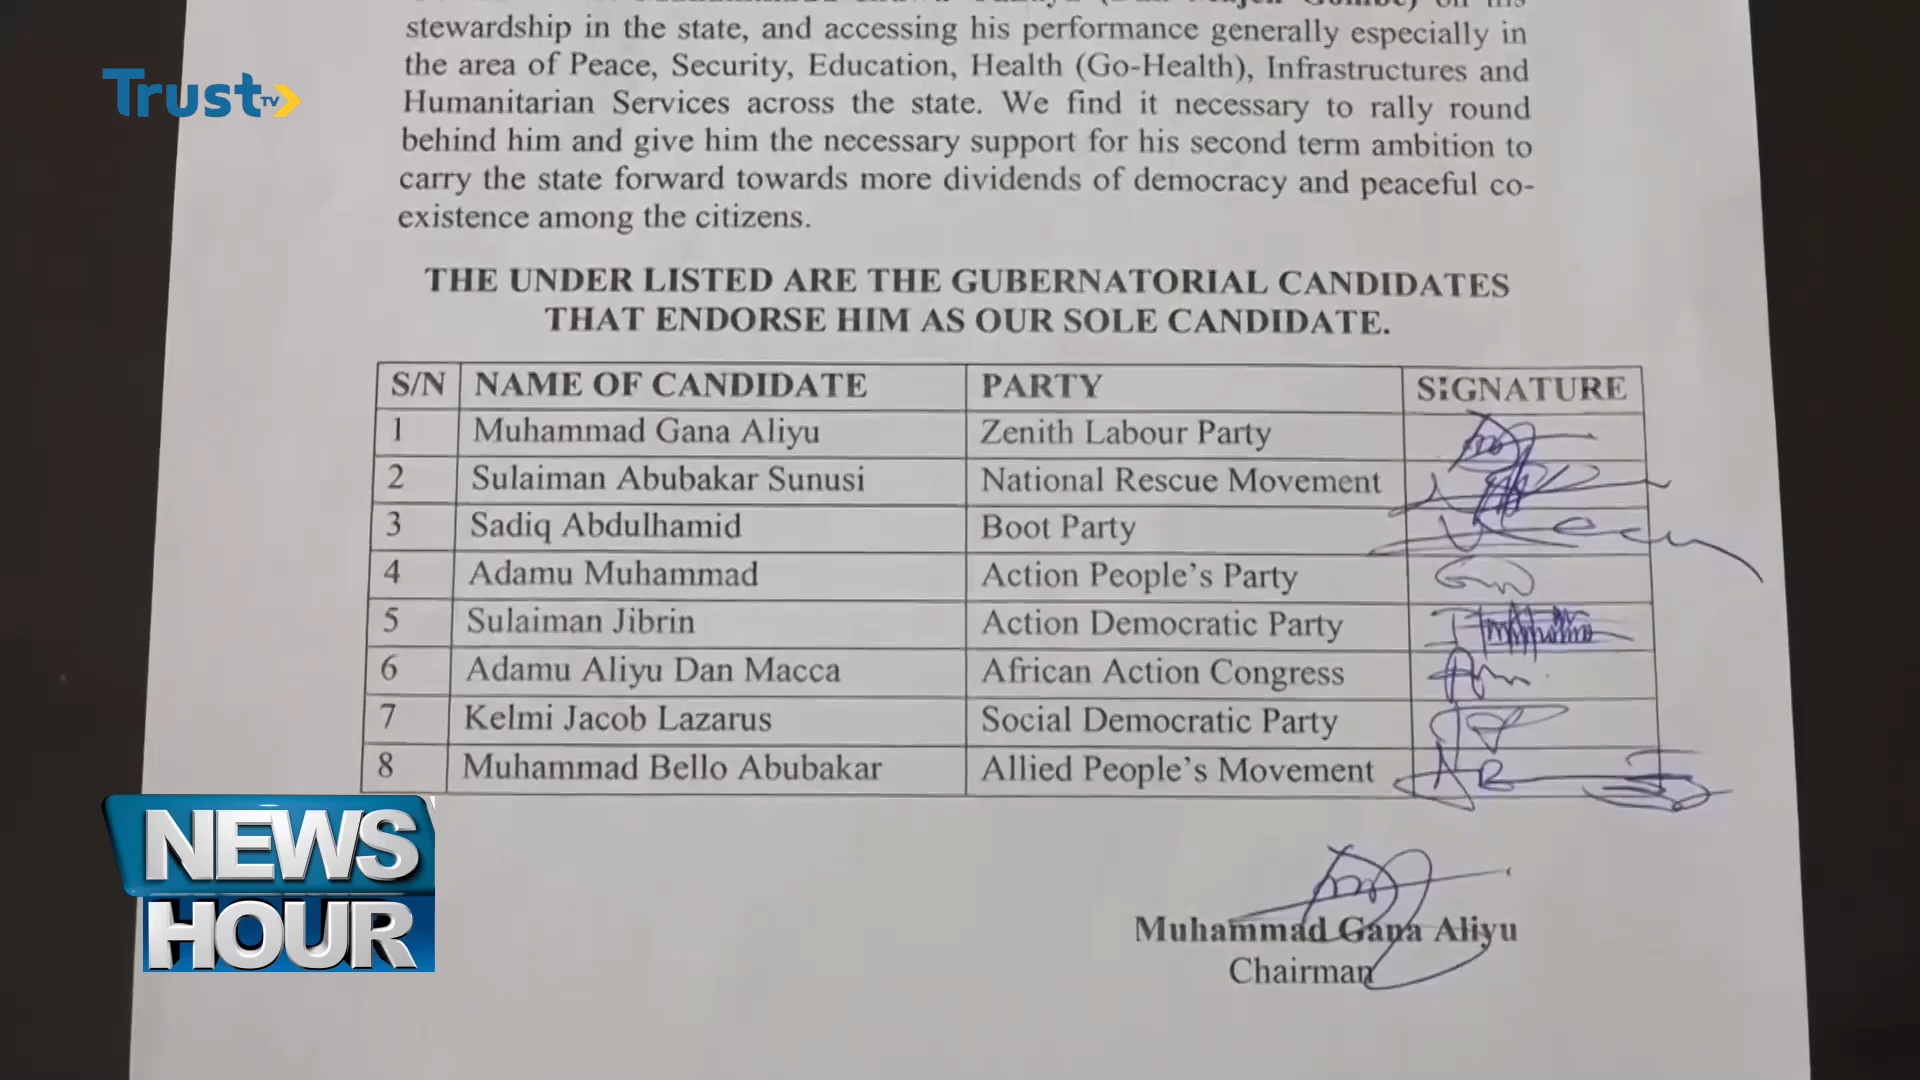 stewardship in the state, and accessing his performance generally especially in
the area of Peace, Security, Education, Health (Go-Health), Infrastructures and
Humanitarian Services across the state. We find it necessary to rally round
behind him and give him the necessary support for his second term ambition to
carry the state forward towards more dividends of democracy and peaceful co-
existence among the citizens.
Trust TV
THE UNDER LISTED ARE THE GUBERNATORIAL CANDIDATES
THAT ENDORSE HIM AS OUR SOLE CANDIDATE.
S/N NAME OF CANDIDATE PARTY SIGNATURE
1 Muhammad Gana Aliyu Zenith Labour Party
2 Sulaiman Abubakar Sunusi National Rescue Movement
3 Sadiq Abdulhamid Boot Party
4 Adamu Muhammad Action People’s Party
5 Sulaiman Jibrin Action Democratic Party
6 Adamu Aliyu Dan Macca African Action Congress
7 Kelmi Jacob Lazarus Social Democratic Party
8 Muhammad Bello Abubakar Allied People’s Movement
Muhammad Gana Aliyu
Chairman
NEWS
HOUR